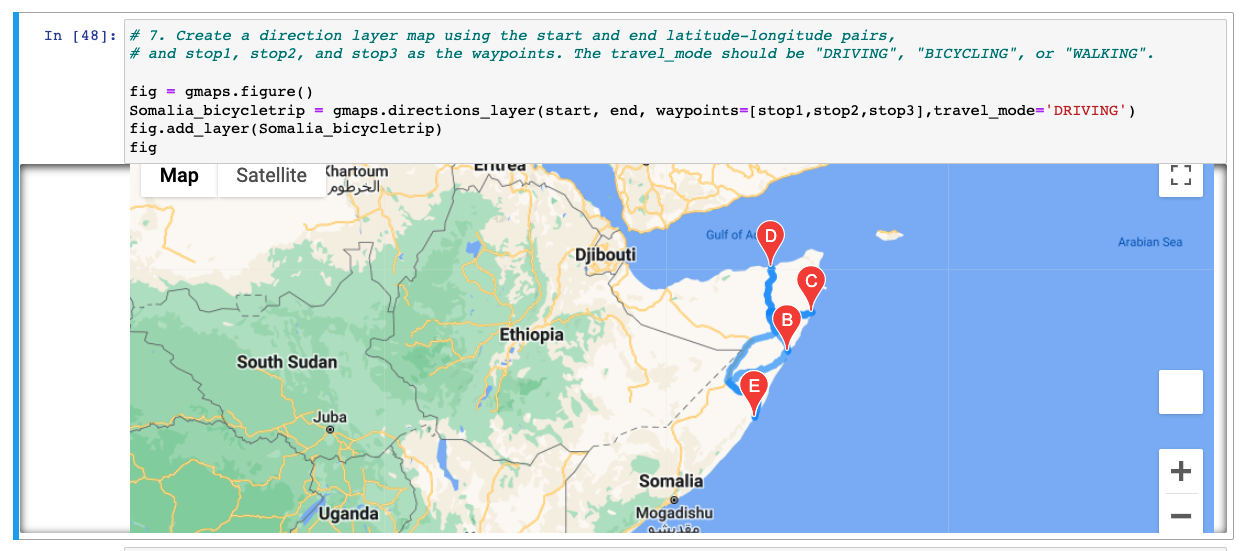 In [48]:
# 7. Create a direction layer map using the start and end latitude-longitude pairs,
# and stop1, stop2, and stop3 as the waypoints. The travel_mode should be "DRIVING", "BICYCLING", or "WALKING".
fig = gmaps.figure()
Somalia_bicycletrip = gmaps.directions_layer(start, end, waypoints=[stop1,stop2,stop3],travel_mode='DRIVING')
fig.add_layer(Somalia_bicycletrip)
fig
Map
Satellite
Khartoum
الخرطوم
Eritrea
Gulf of A
D
Arabian Sea
Djibouti
C
B
Ethiopia
South Sudan
E
Juba
Somalia
Mogadishu
مقديشو
Uganda
+
−